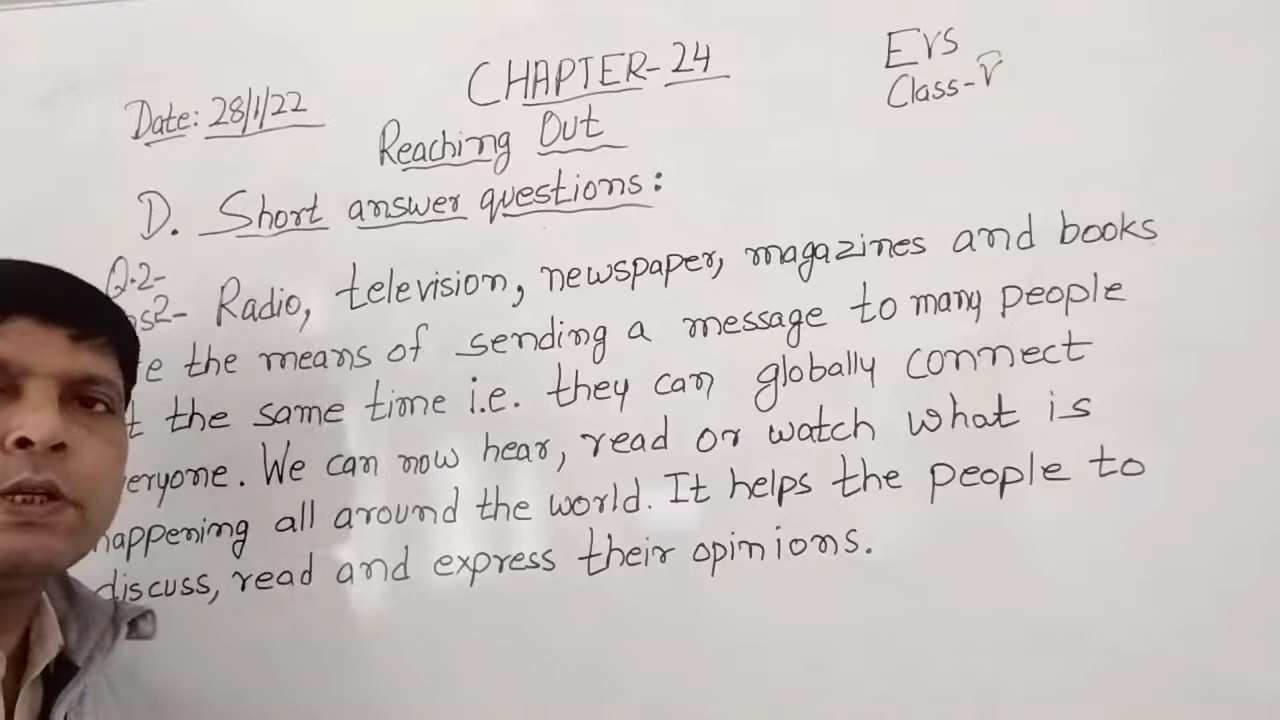 CHAPTER-24
EVS
Class-V
Date: 28/1/22
Reaching Out
D. Short answer questions:
Q.2-
Radio, television, newspaper, magazines and books
the means of sending a message to many people
the same time i.e. they can globally connect
We can now hear, read or watch what is
happening all around the world. It helps the people to
discuss, read and express their opinions.